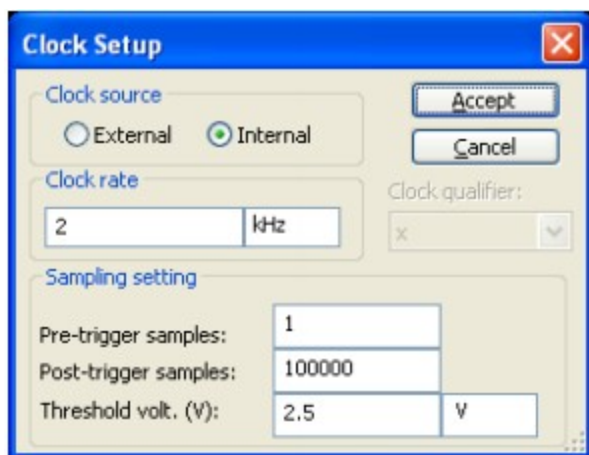 Clock Setup
Clock source
External Internal
Accept
Cancel
Clock rate
2 kHz
Clock qualifier:
x
Sampling setting
Pre-trigger samples: 1
Post-trigger samples: 100000
Threshold volt. (V): 2.5 V